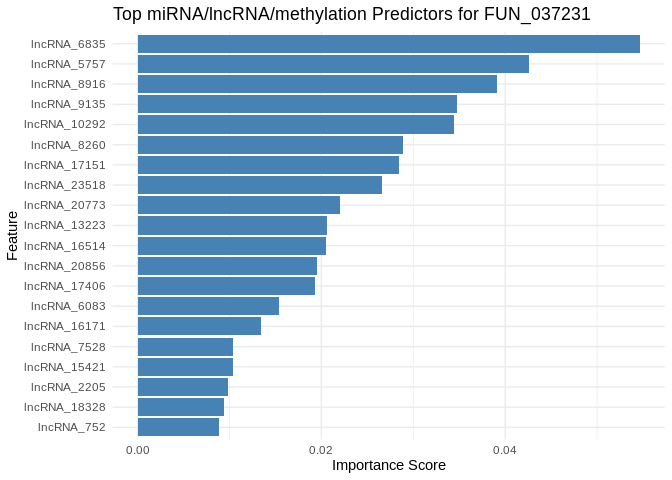 Top miRNA/lncRNA/methylation Predictors for FUN_037231
Feature
lncRNA_6835
lncRNA_5757
lncRNA_8916
lncRNA_9135
lncRNA_10292
lncRNA_8260
lncRNA_17151
lncRNA_23518
lncRNA_20773
lncRNA_13223
lncRNA_16514
lncRNA_20856
lncRNA_17406
lncRNA_6083
lncRNA_16171
lncRNA_7528
lncRNA_15421
lncRNA_2205
lncRNA_18328
lncRNA_752
0.00 0.02 0.04
Importance Score